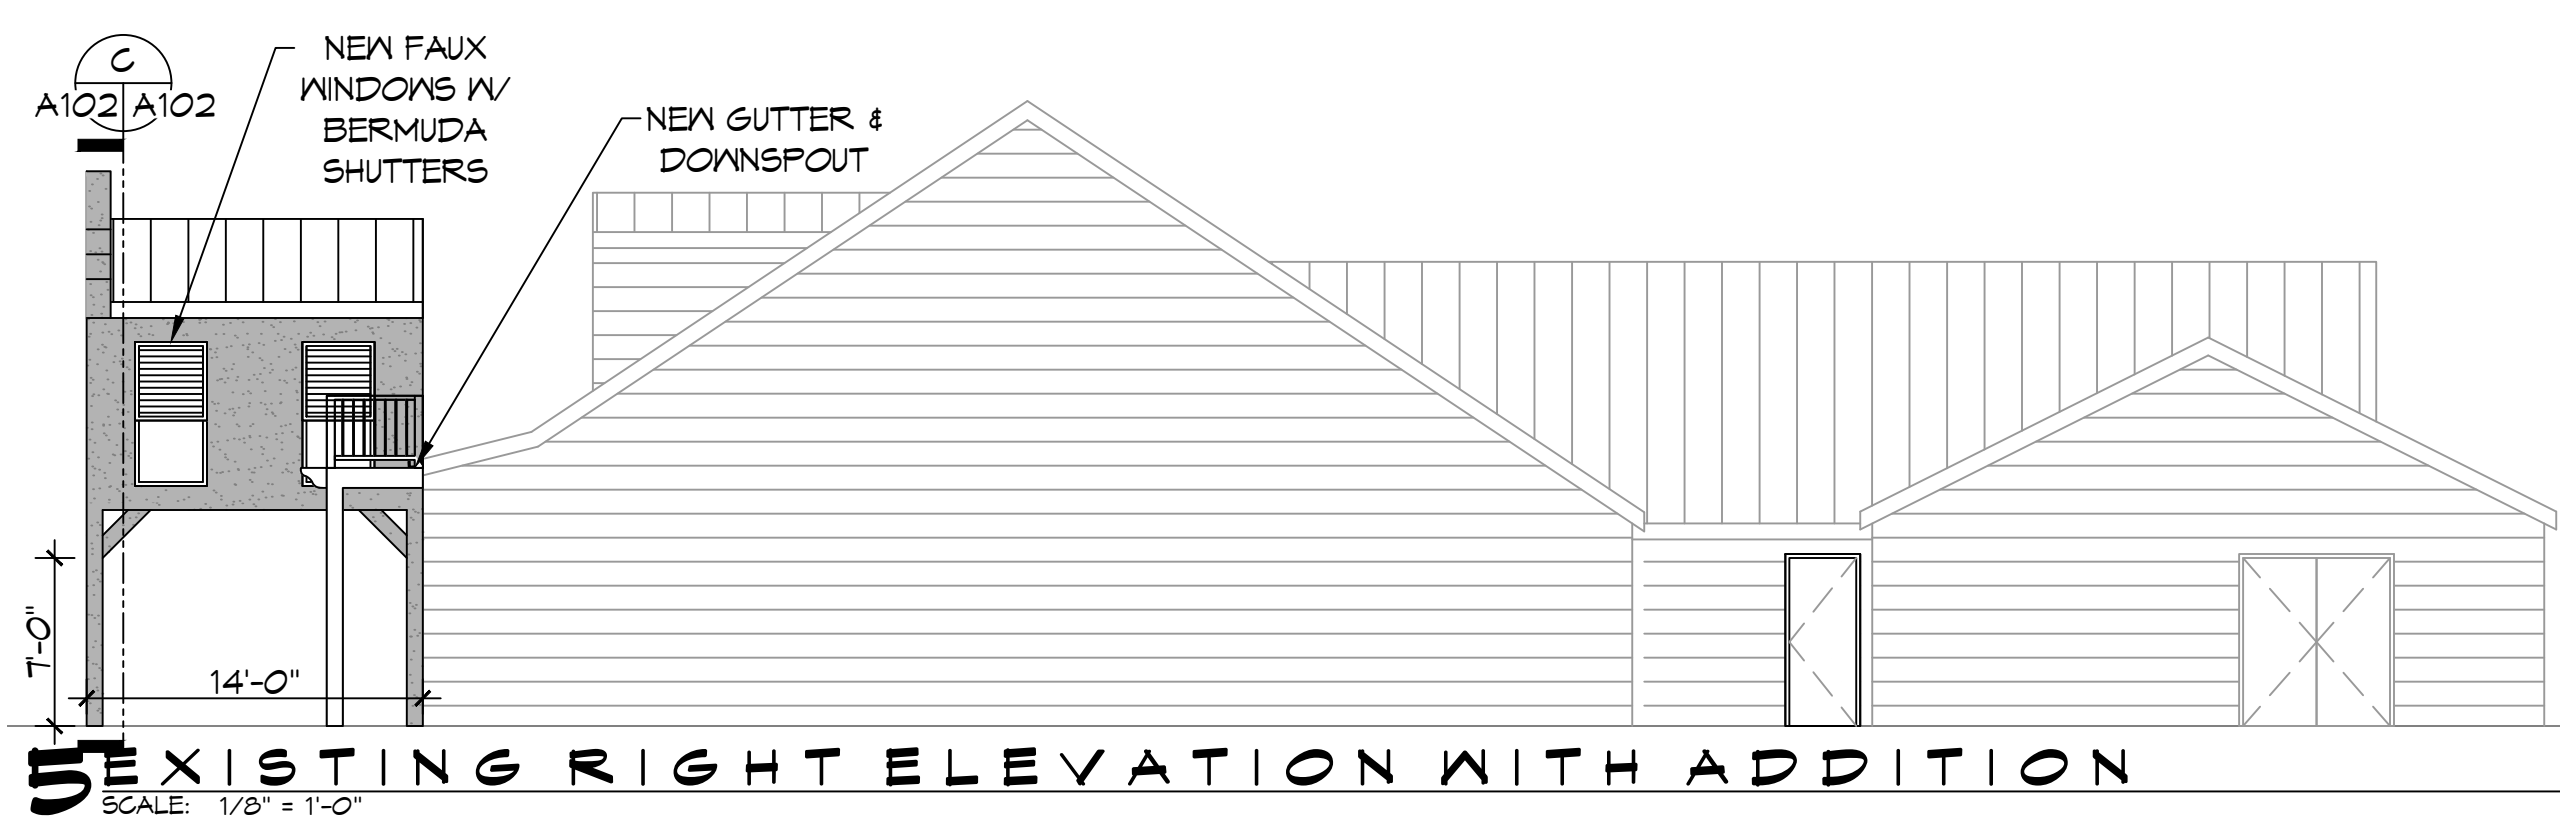 C
A102 A102
NEW FAUX
WINDOWS W/
BERMUDA
SHUTTERS
NEW GUTTER &
DOWNSPOUT
7'-0"
14'-0"
5 EXISTING RIGHT ELEVATION WITH ADDITION
SCALE: 1/8" = 1'-0"